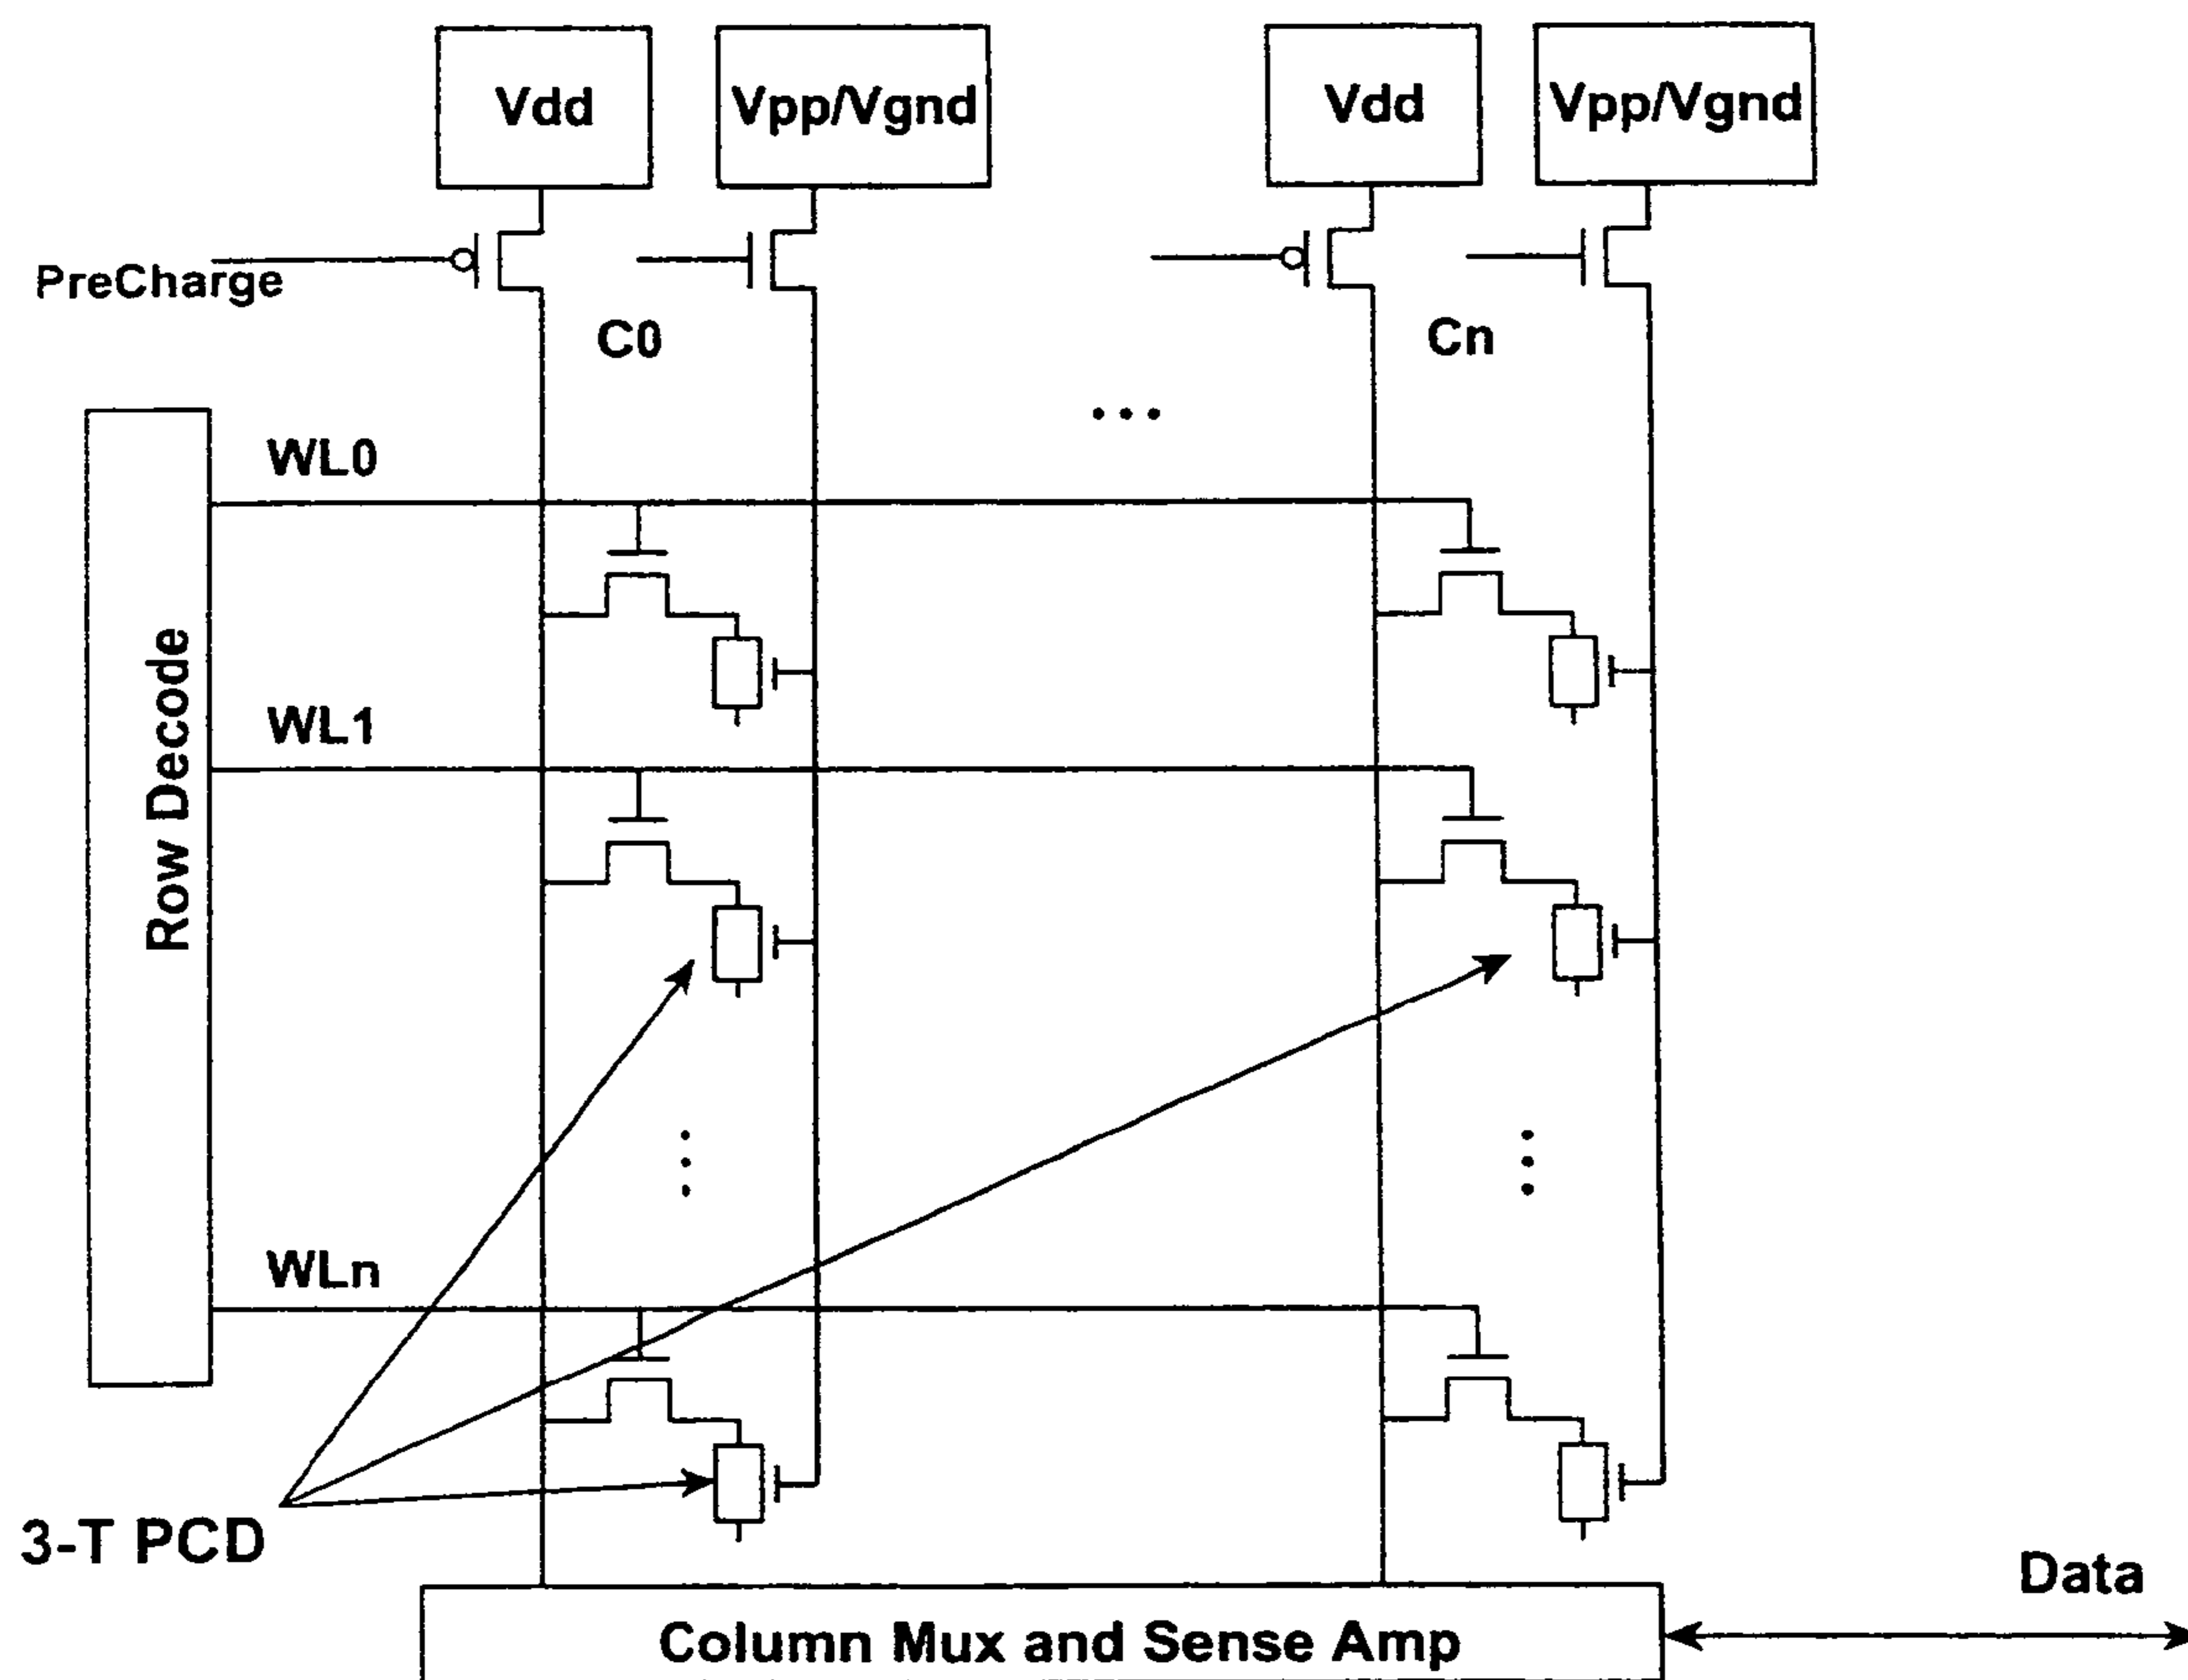 Vdd
Vpp/Vgnd
Vdd
Vpp/Vgnd
PreCharge
C0
Cn
...
WL0
Row Decode
WL1
WLn
3-T PCD
Data
Column Mux and Sense Amp